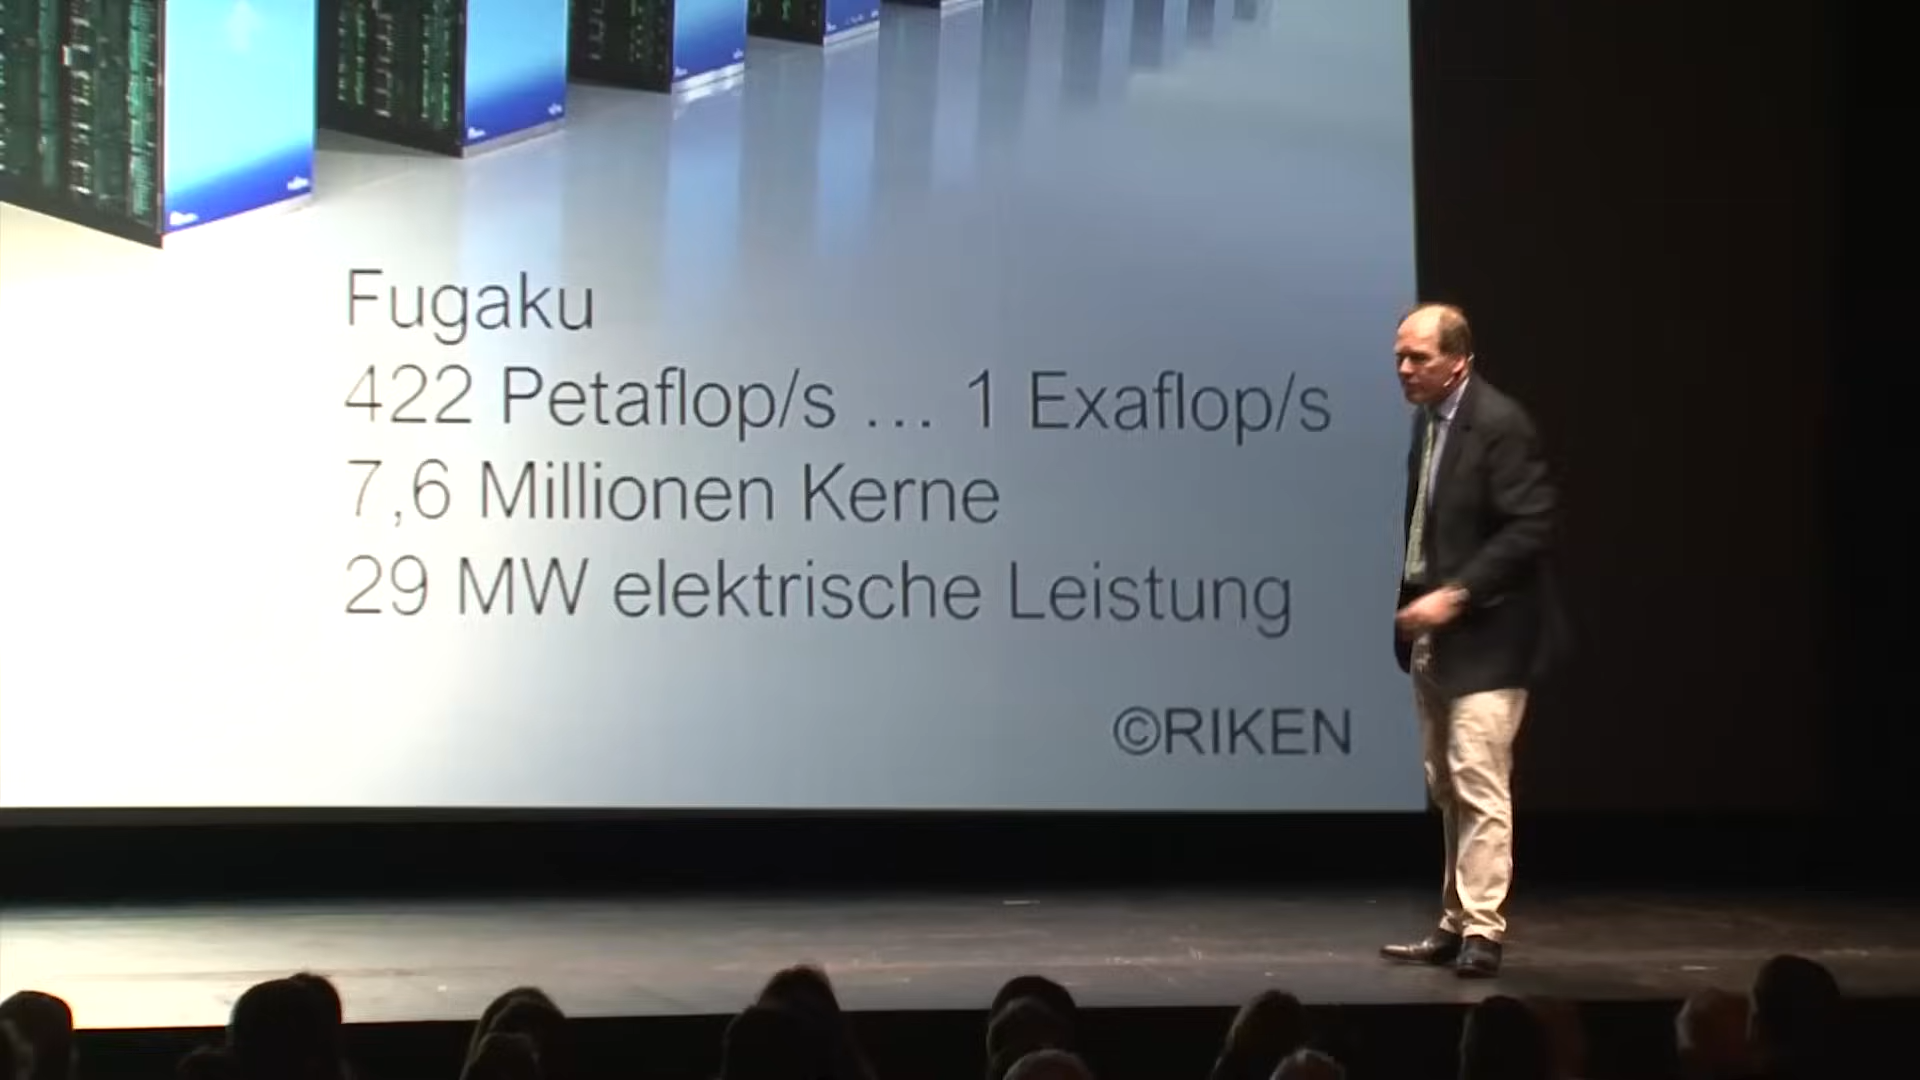 Fugaku
422 Petaflop/s ... 1 Exaflop/s
7,6 Millionen Kerne
29 MW elektrische Leistung
©RIKEN